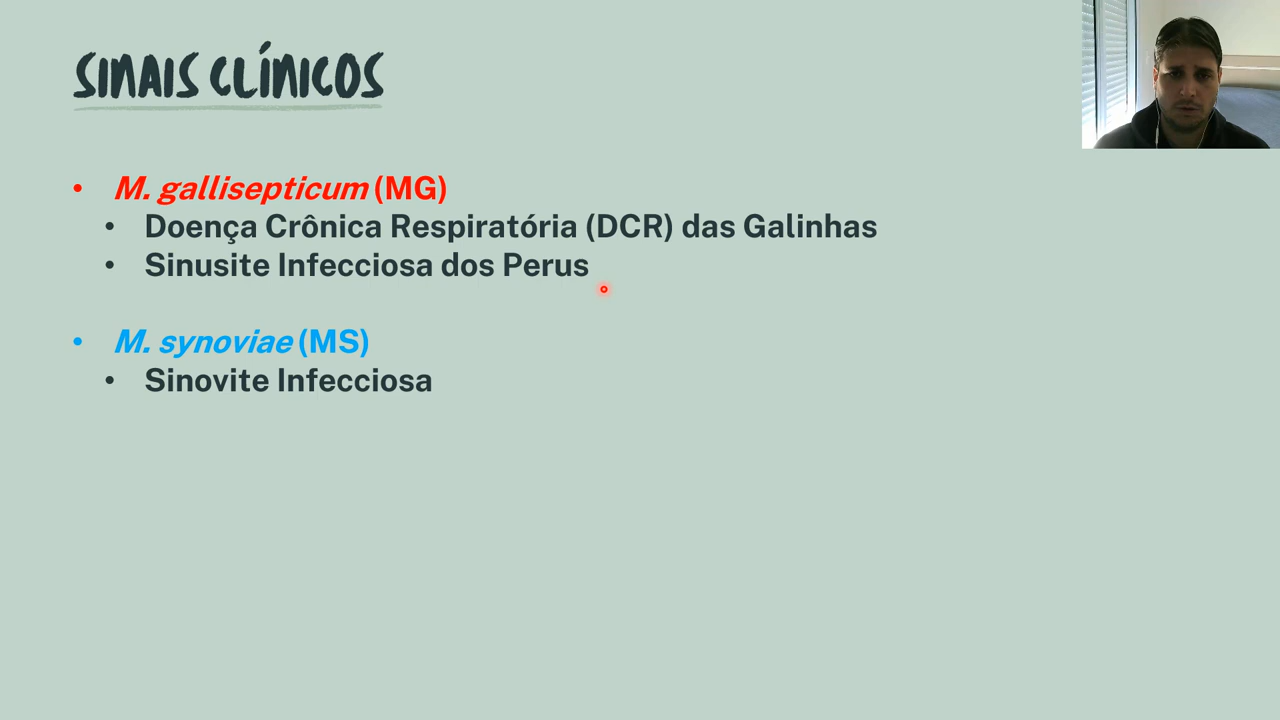 SINAIS CLÍNICOS
• M. gallisepticum (MG)
• Doença Crônica Respiratória (DCR) das Galinhas
• Sinusite Infecciosa dos Perus
• M. synoviae (MS)
• Sinovite Infecciosa